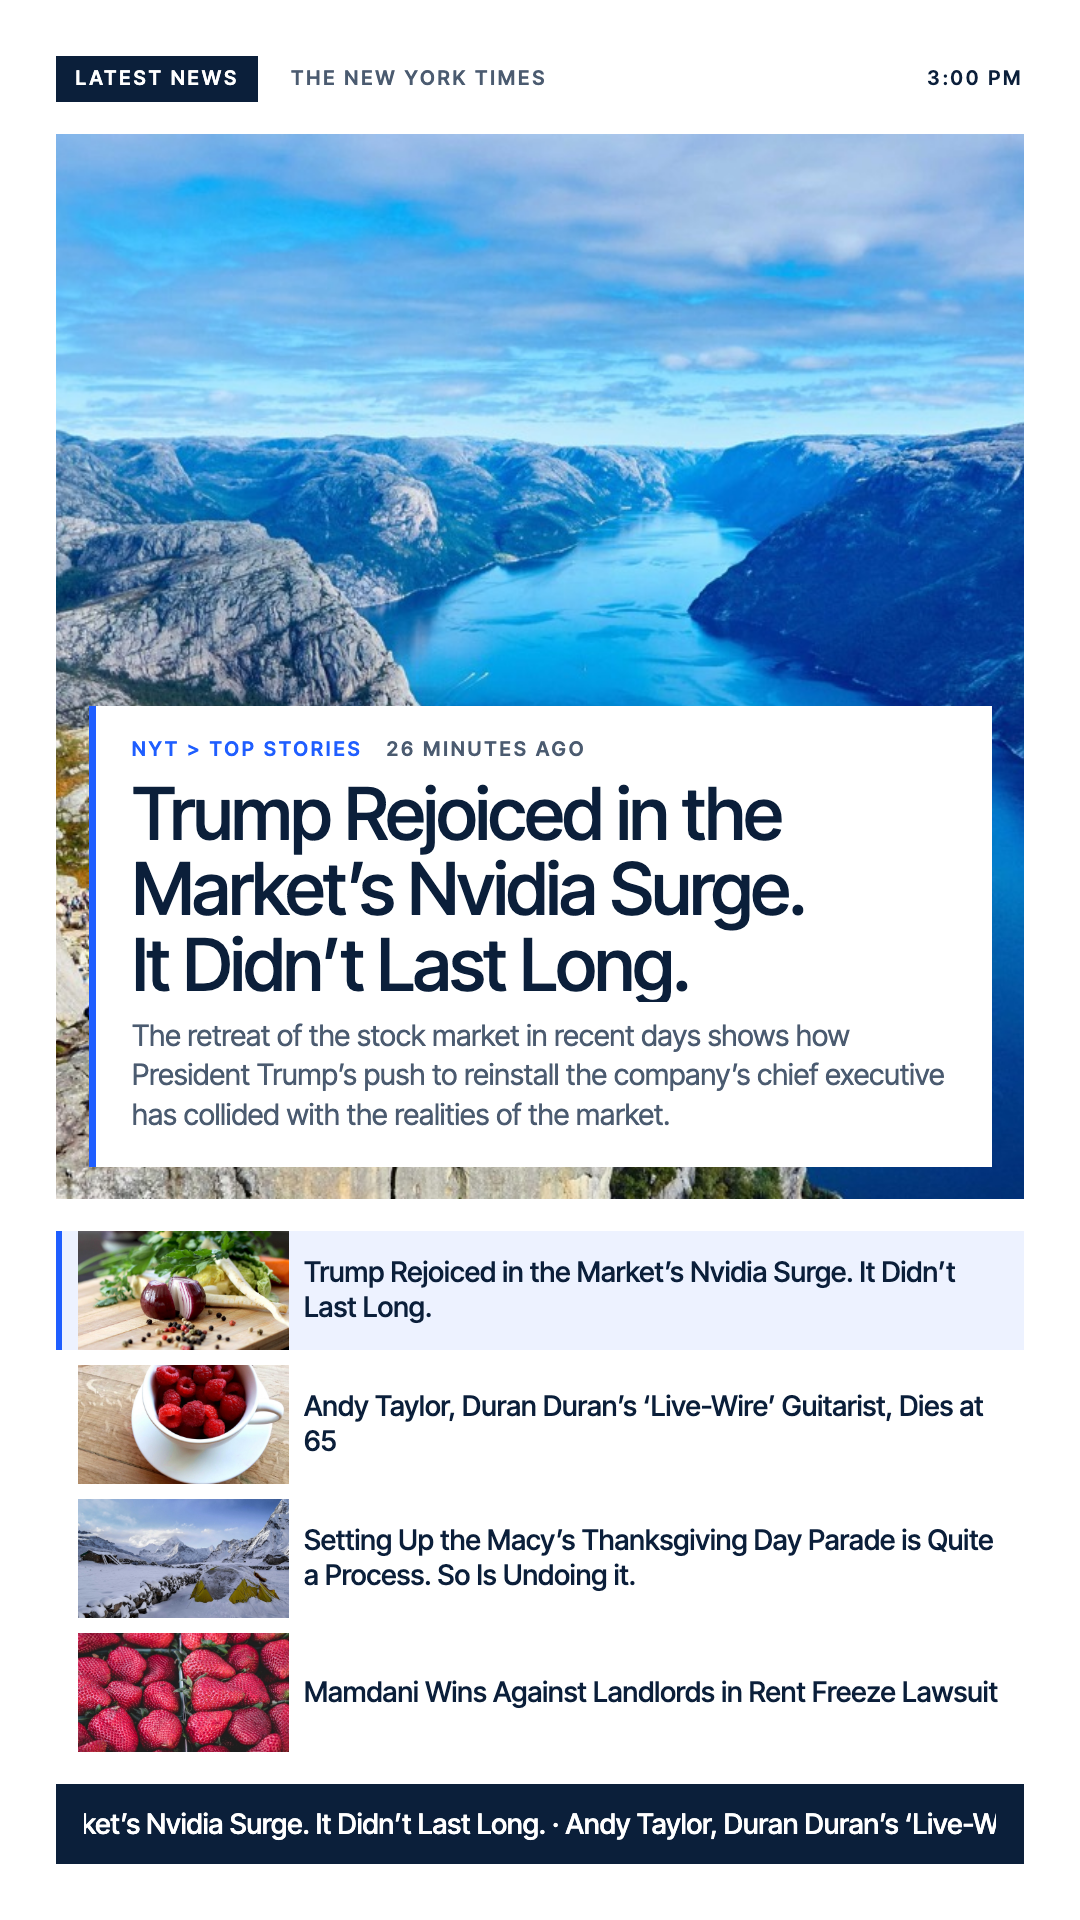 LATEST NEWS
THE NEW YORK TIMES
3:00 PM
NYT > TOP STORIES 26 MINUTES AGO
Trump Rejoiced in the
Market’s Nvidia Surge.
It Didn’t Last Long.
The retreat of the stock market in recent days shows how
President Trump’s push to reinstall the company’s chief executive
has collided with the realities of the market.
Trump Rejoiced in the Market’s Nvidia Surge. It Didn’t
Last Long.
Andy Taylor, Duran Duran’s ‘Live-Wire’ Guitarist, Dies at
65
Setting Up the Macy’s Thanksgiving Day Parade is Quite
a Process. So Is Undoing it.
Mamdani Wins Against Landlords in Rent Freeze Lawsuit
ket’s Nvidia Surge. It Didn’t Last Long. · Andy Taylor, Duran Duran’s ‘Live-W